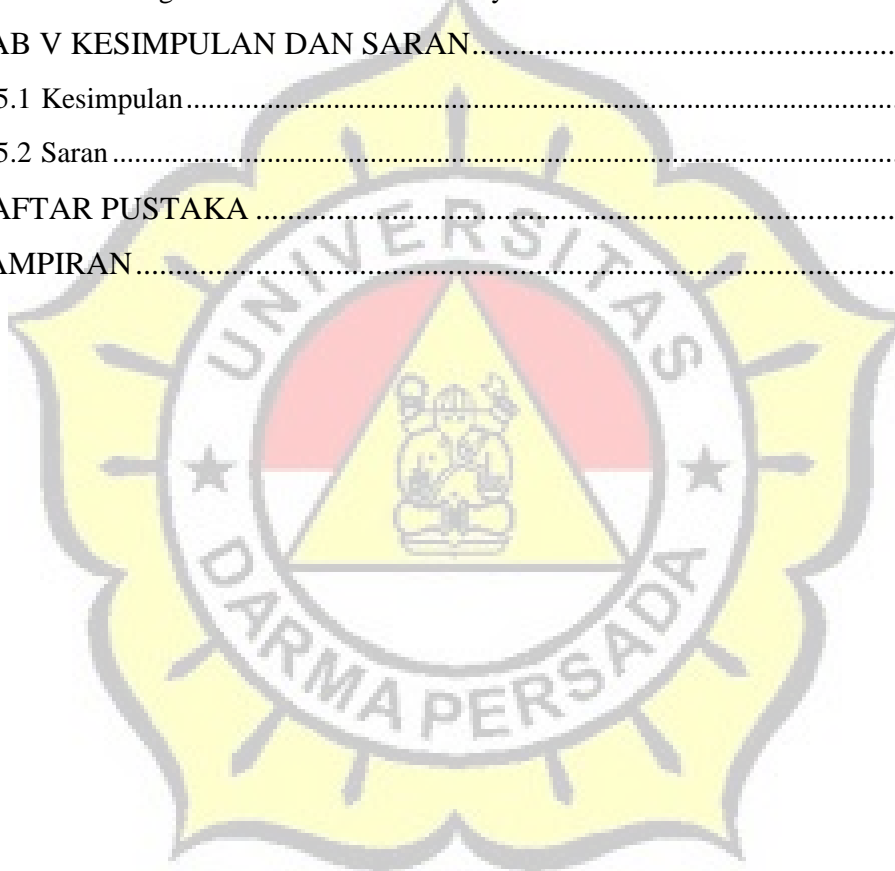 AB V KESIMPULAN DAN SARAN..........................................................
5.1 Kesimpulan.................................................................................
5.2 Saran...........................................................................................
AFTAR PUSTAKA.................................................................................
AMPIRAN..............................................................................................
UNIVERSITAS
DARMA PERSADA